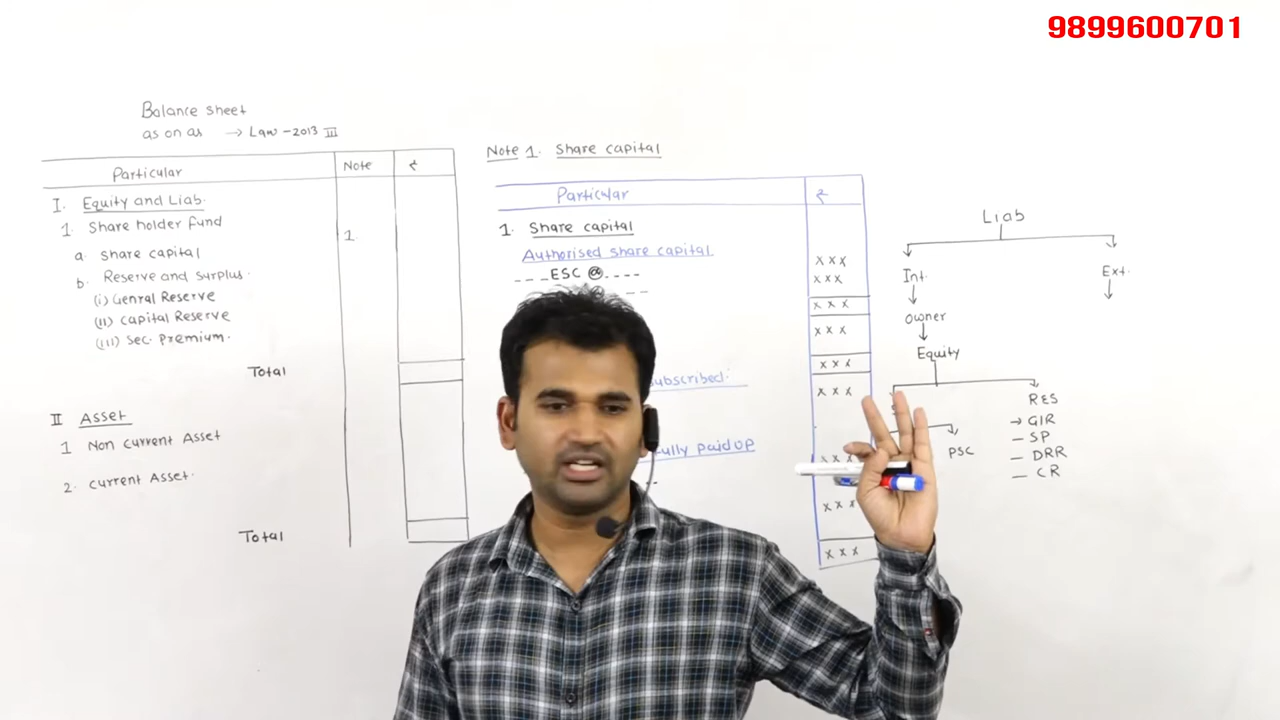 9899600701
Balance sheet
as on as → Law-2013 III
Particular Note ₹
I. Equity and Liab.
1. Share holder fund
1
a. share capital
b. Reserve and surplus.
(i) Genral Reserve
(ii) capital Reserve
(iii) sec. Premium.
Total
II Asset
1 Non current Asset
2. current Asset.
Total
Note 1. Share capital
Particular ₹
1. Share capital
Authorised share capital
---ESC @----
xxx
xxx
xxx
xxx
xxx
subscribed:
xxx
fully paid up
xx
xxx
xxx
Liab
Int. Ext.
Owner
Equity
RES
→ GIR
PSC
– SP
– DRR
– CR